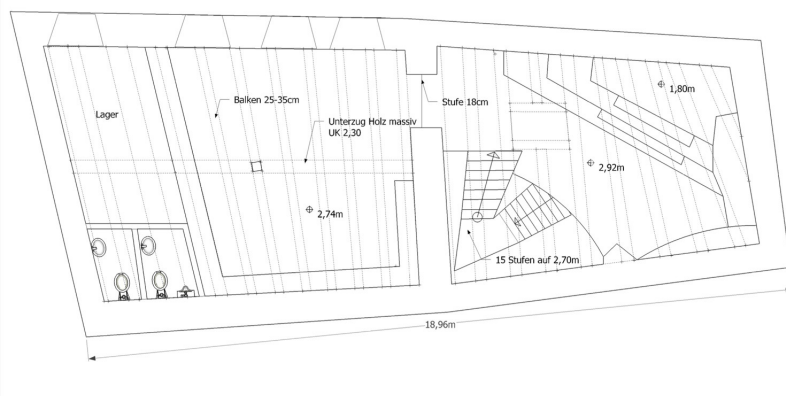 1,80m
Balken 25-35cm
Stufe 18cm
Lager
Unterzug Holz massiv
UK 2,30
2,92m
2,74m
15 Stufen auf 2,70m
18,96m